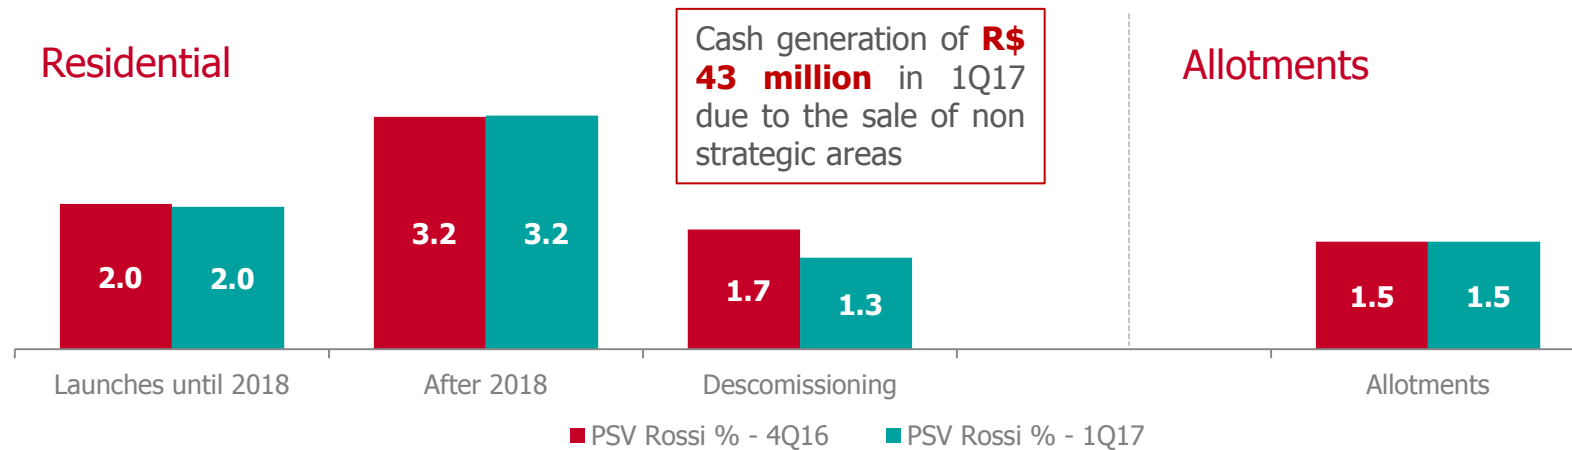 Residential
Cash generation of R$
43 million in 1Q17
due to the sale of non
strategic areas
Allotments
2.0
2.0
3.2
3.2
1.7
1.3
1.5
1.5
Launches until 2018
After 2018
Descomissioning
Allotments
PSV Rossi % - 4Q16
PSV Rossi % - 1Q17